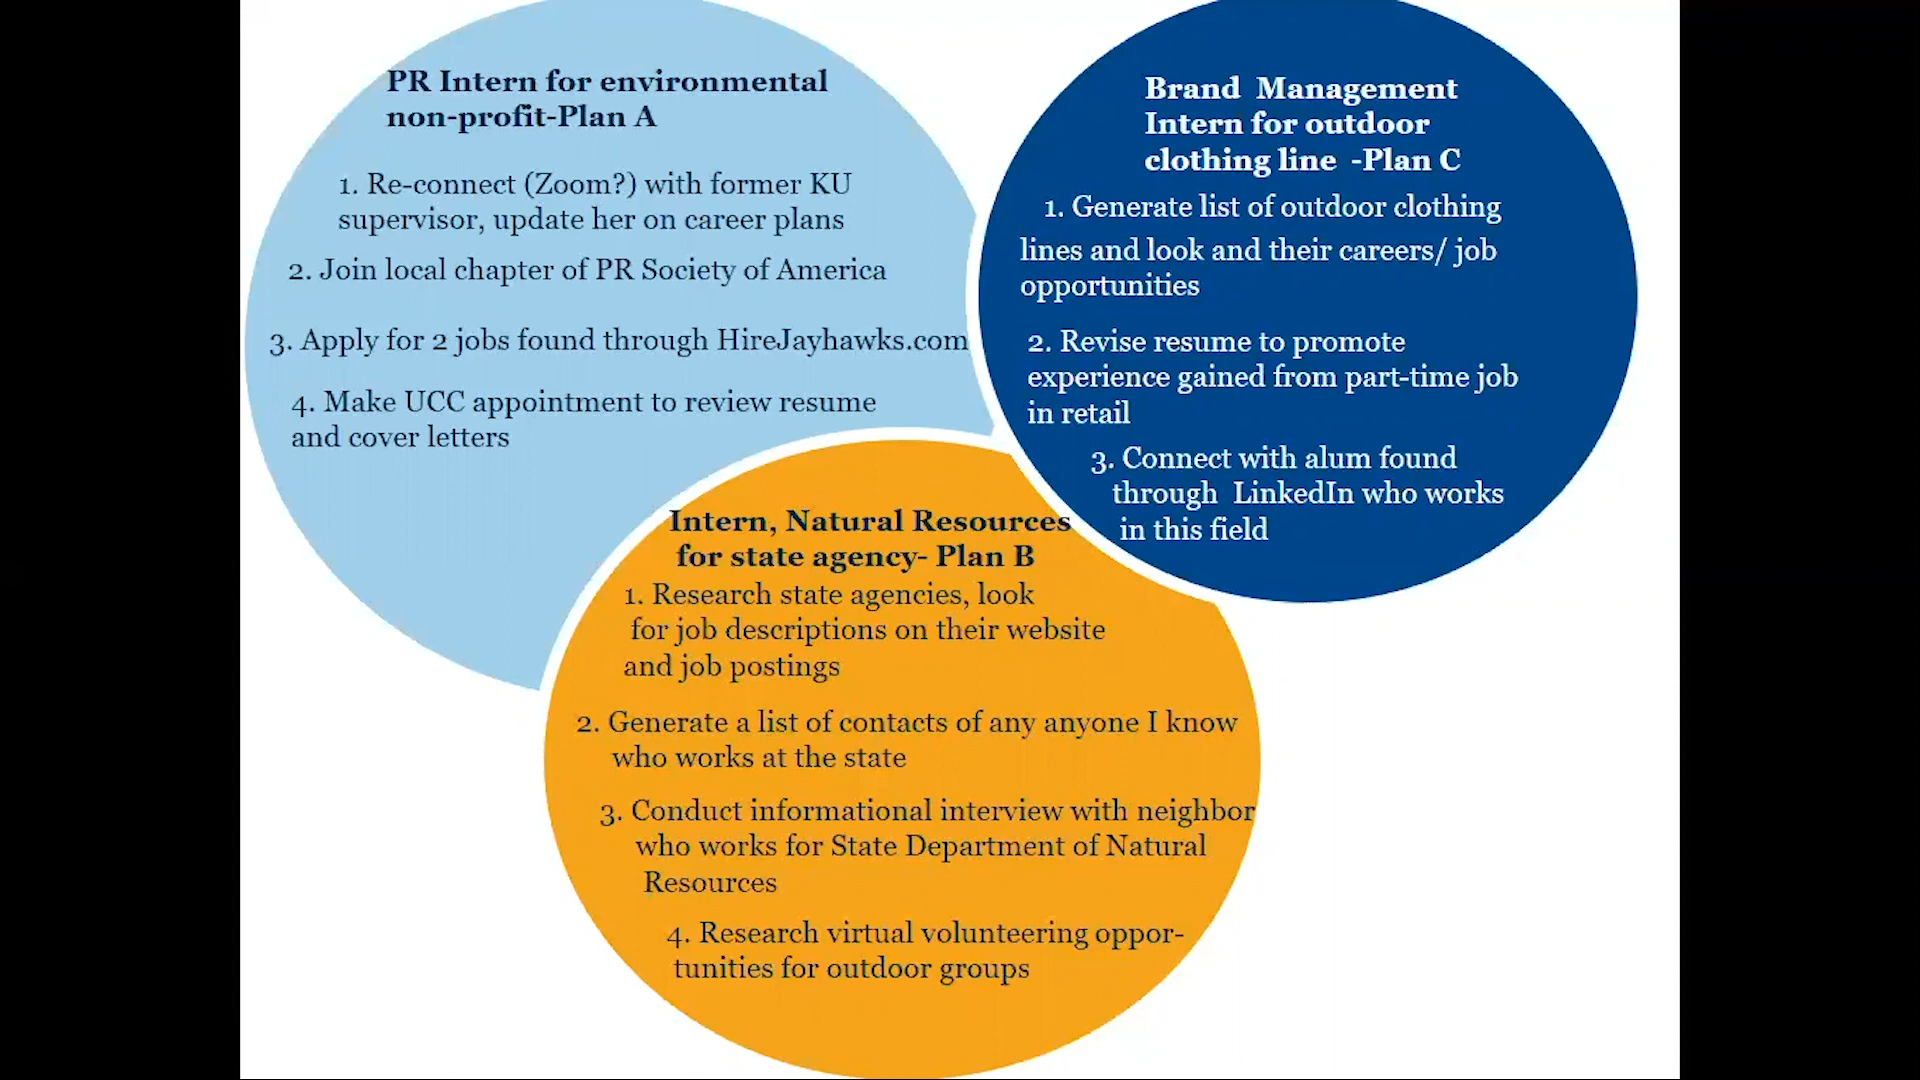 PR Intern for environmental
non-profit-Plan A
1. Re-connect (Zoom?) with former KU
supervisor, update her on career plans
2. Join local chapter of PR Society of America
3. Apply for 2 jobs found through HireJayhawks.com
4. Make UCC appointment to review resume
and cover letters
Brand Management
Intern for outdoor
clothing line -Plan C
1. Generate list of outdoor clothing
lines and look and their careers/ job
opportunities
2. Revise resume to promote
experience gained from part-time job
in retail
3. Connect with alum found
through LinkedIn who works
in this field
Intern, Natural Resources
for state agency- Plan B
1. Research state agencies, look
for job descriptions on their website
and job postings
2. Generate a list of contacts of any anyone I know
who works at the state
3. Conduct informational interview with neighbor
who works for State Department of Natural
Resources
4. Research virtual volunteering oppor-
tunities for outdoor groups